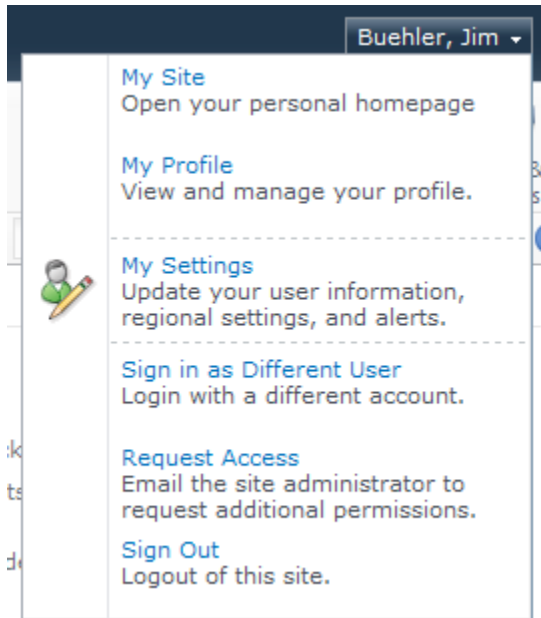 Buehler, Jim
My Site
Open your personal homepage
My Profile
View and manage your profile.
My Settings
Update your user information,
regional settings, and alerts.
Sign in as Different User
Login with a different account.
Request Access
Email the site administrator to
request additional permissions.
Sign Out
Logout of this site.